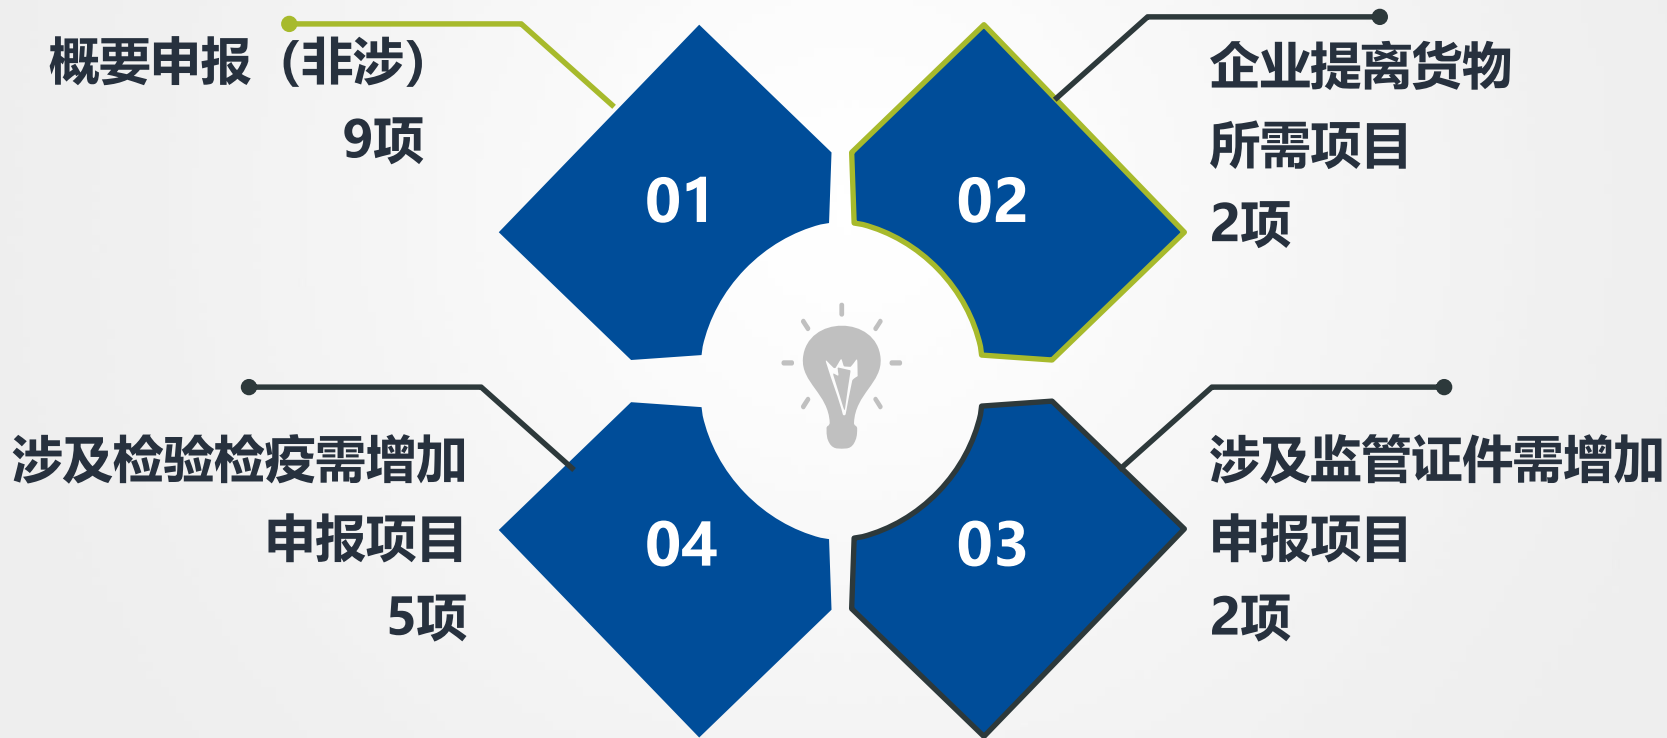 概要申报（非涉）
9项
01
02
企业提离货物
所需项目
2项
涉及检验检疫需增加
申报项目
5项
04
03
涉及监管证件需增加
申报项目
2项